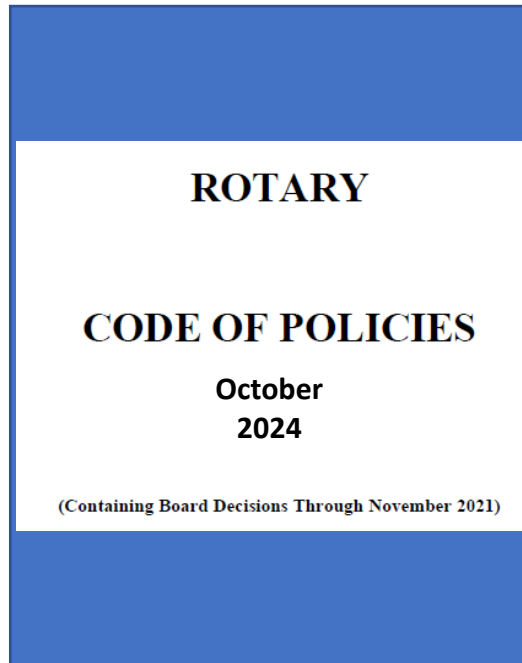 ROTARY
CODE OF POLICIES
October
2024
(Containing Board Decisions Through November 2021)